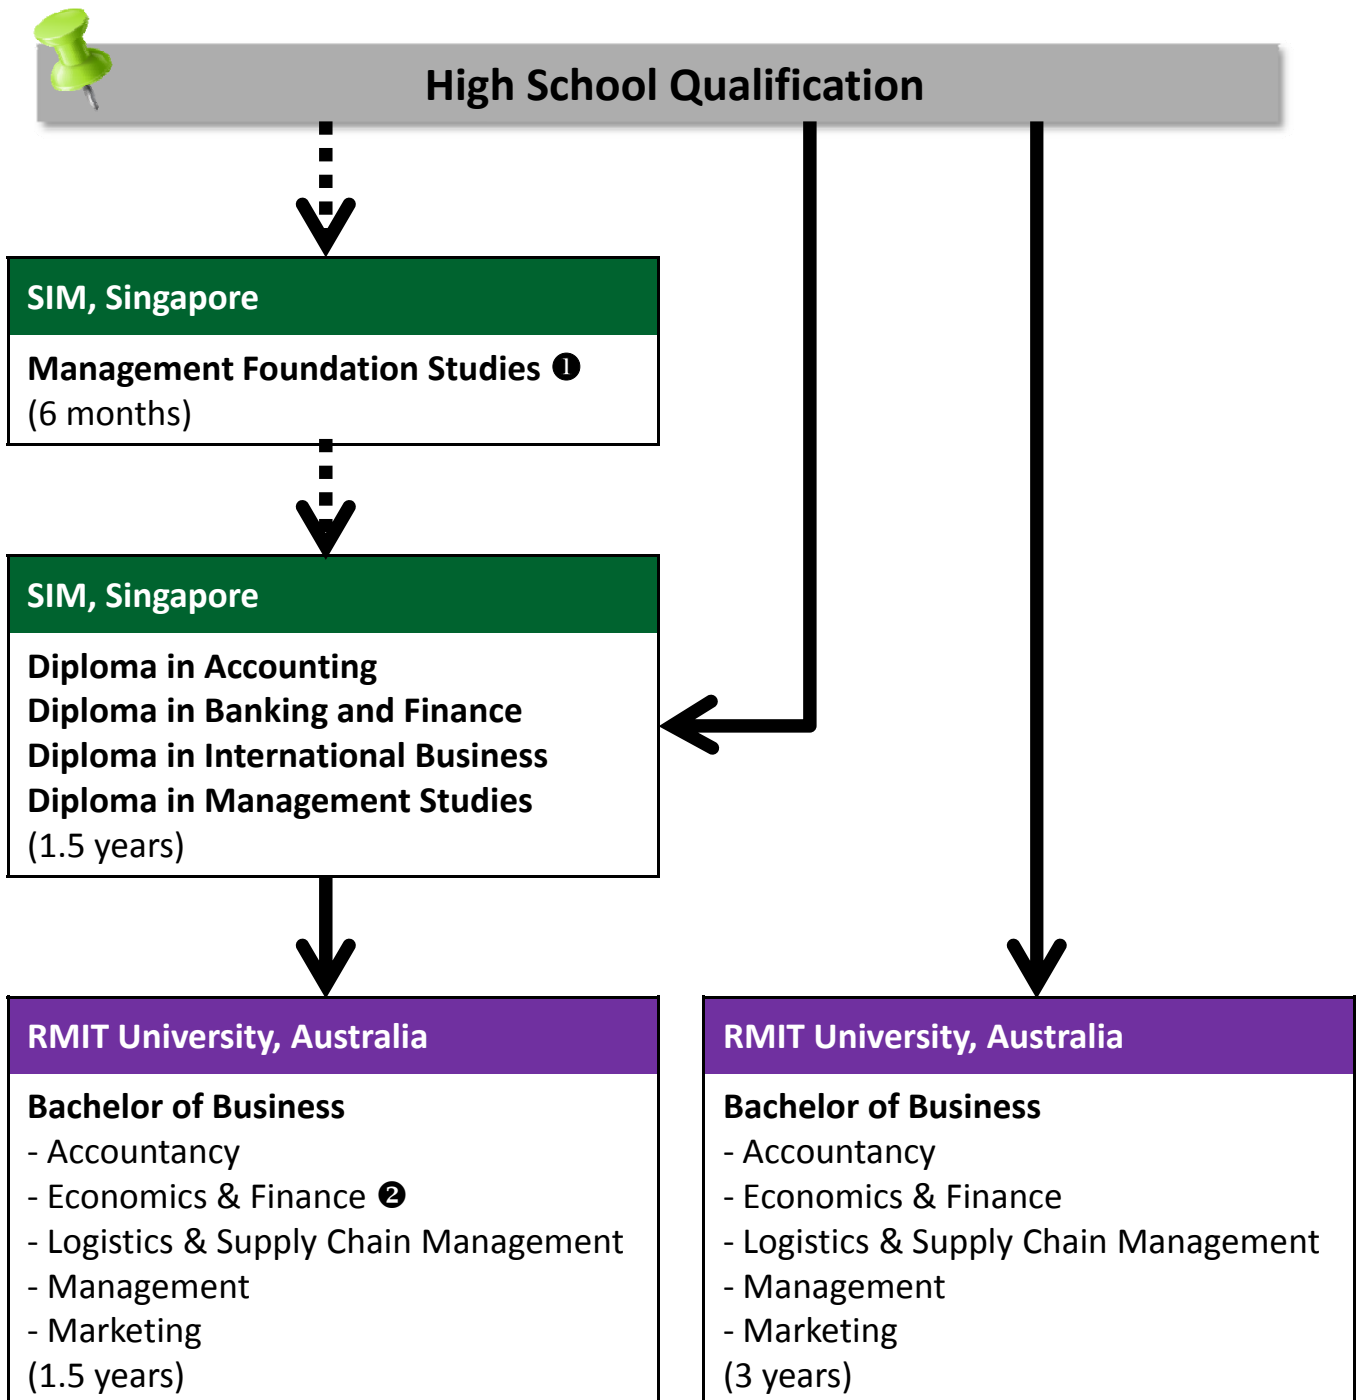 High School Qualification
SIM, Singapore
Management Foundation Studies ❶
(6 months)
SIM, Singapore
Diploma in Accounting
Diploma in Banking and Finance
Diploma in International Business
Diploma in Management Studies
(1.5 years)
RMIT University, Australia
Bachelor of Business
- Accountancy
- Economics & Finance ❷
- Logistics & Supply Chain Management
- Management
- Marketing
(1.5 years)
RMIT University, Australia
Bachelor of Business
- Accountancy
- Economics & Finance
- Logistics & Supply Chain Management
- Management
- Marketing
(3 years)